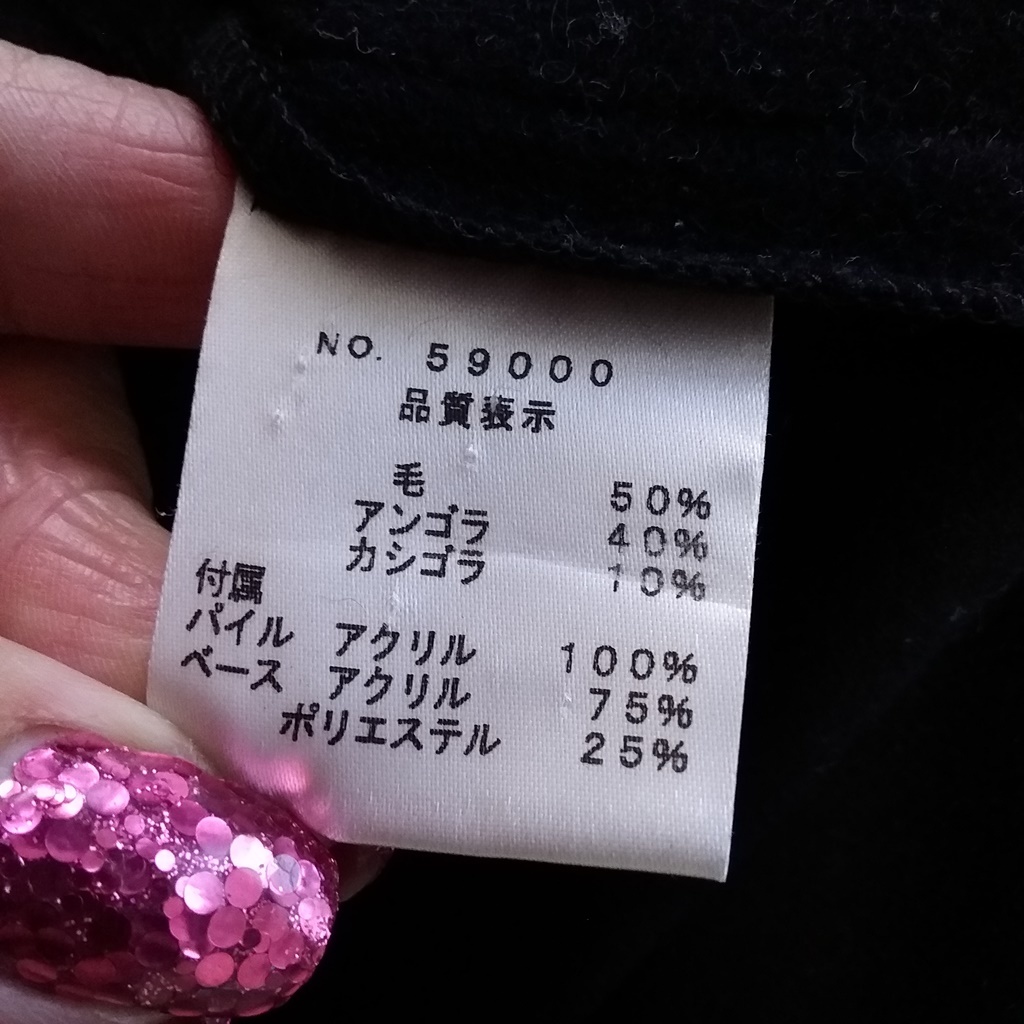 NO. 59000
品質表示
毛 50%
アンゴラ 40%
カシゴラ 10%
付属
パイル アクリル 100%
ベース アクリル 75%
ポリエステル 25%